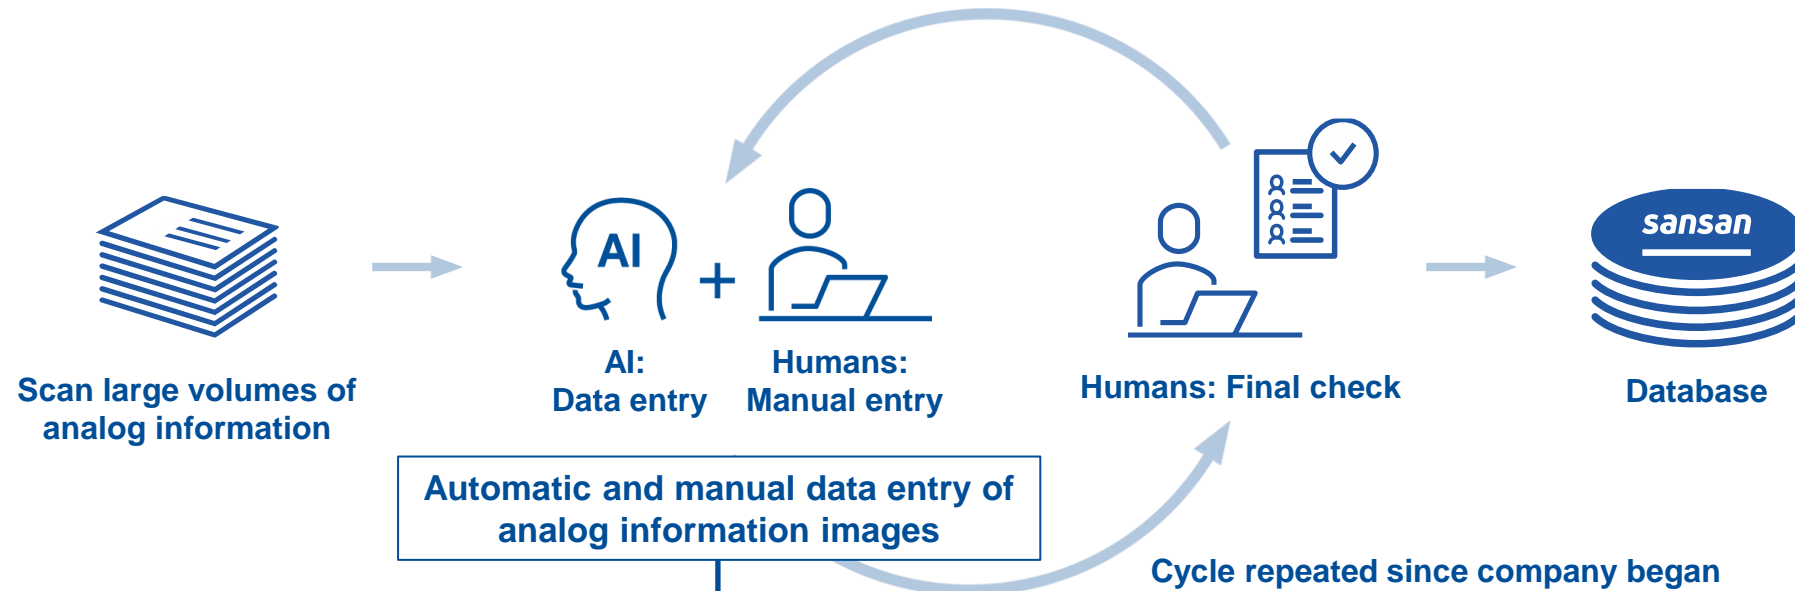 Scan large volumes of
analog information
AI
+
AI:
Data entry
Humans:
Manual entry
Automatic and manual data entry of
analog information images
Humans: Final check
sansan
Database
Cycle repeated since company began